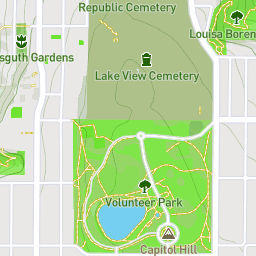 Republic Cemetery
Louisa Boren
sguth Gardens
Lake View Cemetery
Volunteer Park
Capitol Hill